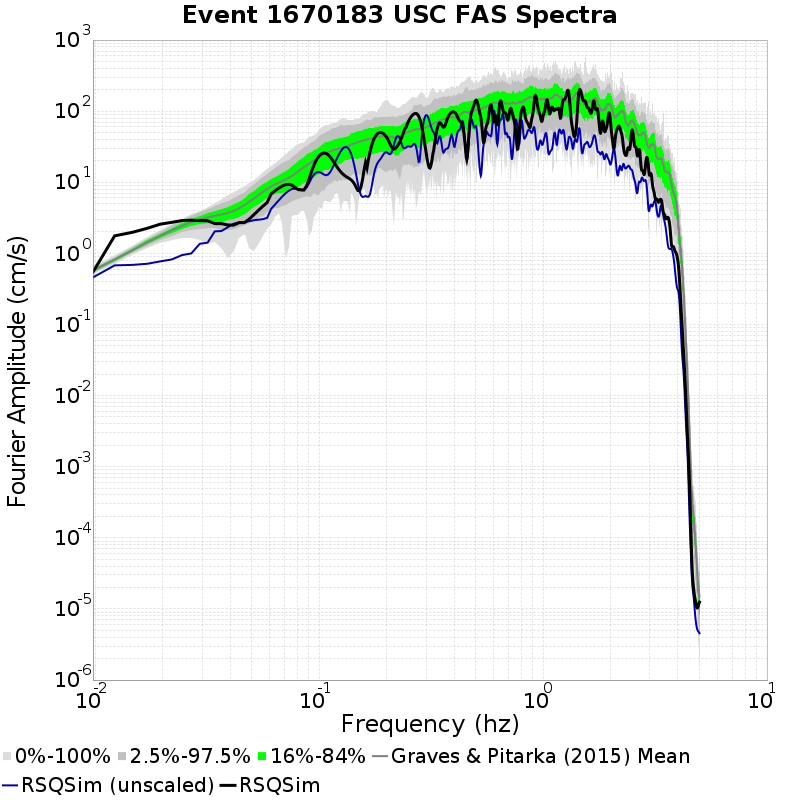 Event 1670183 USC FAS Spectra
10^3
10^2
10^1
10^0
10^-1
10^-2
10^-3
10^-4
10^-5
10^-6
Fourier Amplitude (cm/s)
10^-2 10^-1 10^0 10^1
Frequency (hz)
0%-100% 2.5%-97.5% 16%-84% Graves & Pitarka (2015) Mean
RSQSim (unscaled) RSQSim